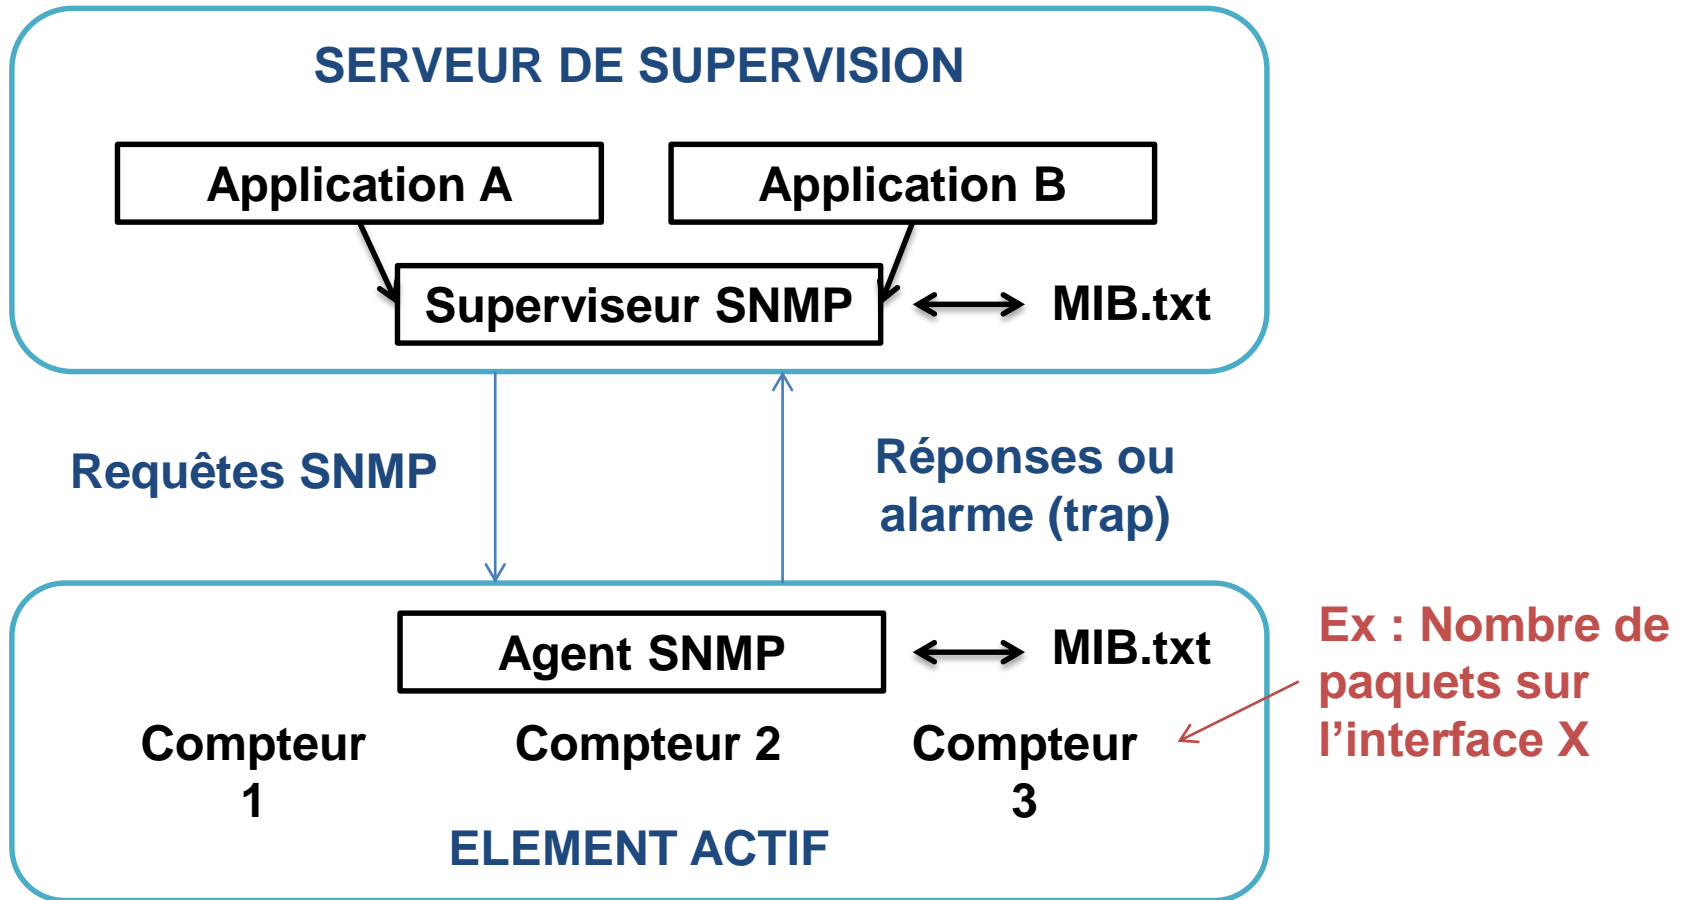 SERVEUR DE SUPERVISION
Application A
Application B
Superviseur SNMP
MIB.txt
Requêtes SNMP
Réponses ou
alarme (trap)
Agent SNMP
MIB.txt
Ex : Nombre de
paquets sur
l’interface X
Compteur
1
Compteur 2
Compteur
3
ELEMENT ACTIF